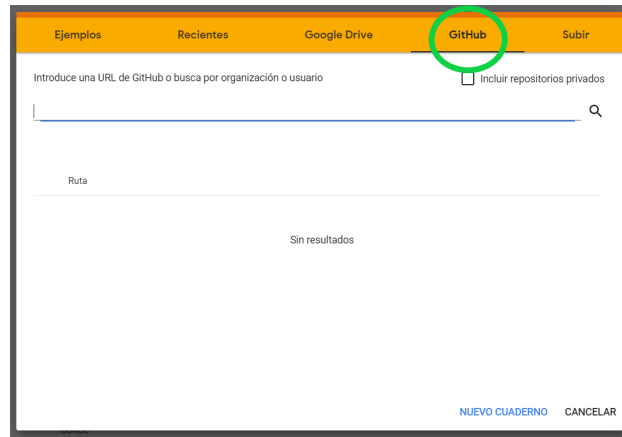 Ejemplos Recientes Google Drive GitHub Subir
Introduce una URL de GitHub o busca por organización o usuario Incluir repositorios privados
Ruta
Sin resultados
NUEVO CUADERNO CANCELAR